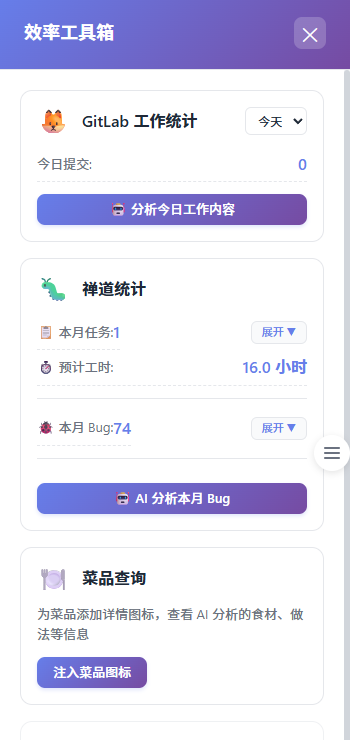 效率工具箱
GitLab 工作统计
今天
今日提交:
0
分析今日工作内容
禅道统计
本月任务:1
展开 ▼
预计工时:
16.0 小时
本月 Bug:74
展开 ▼
AI 分析本月 Bug
菜品查询
为菜品添加详情图标，查看 AI 分析的食材、做
法等信息
注入菜品图标